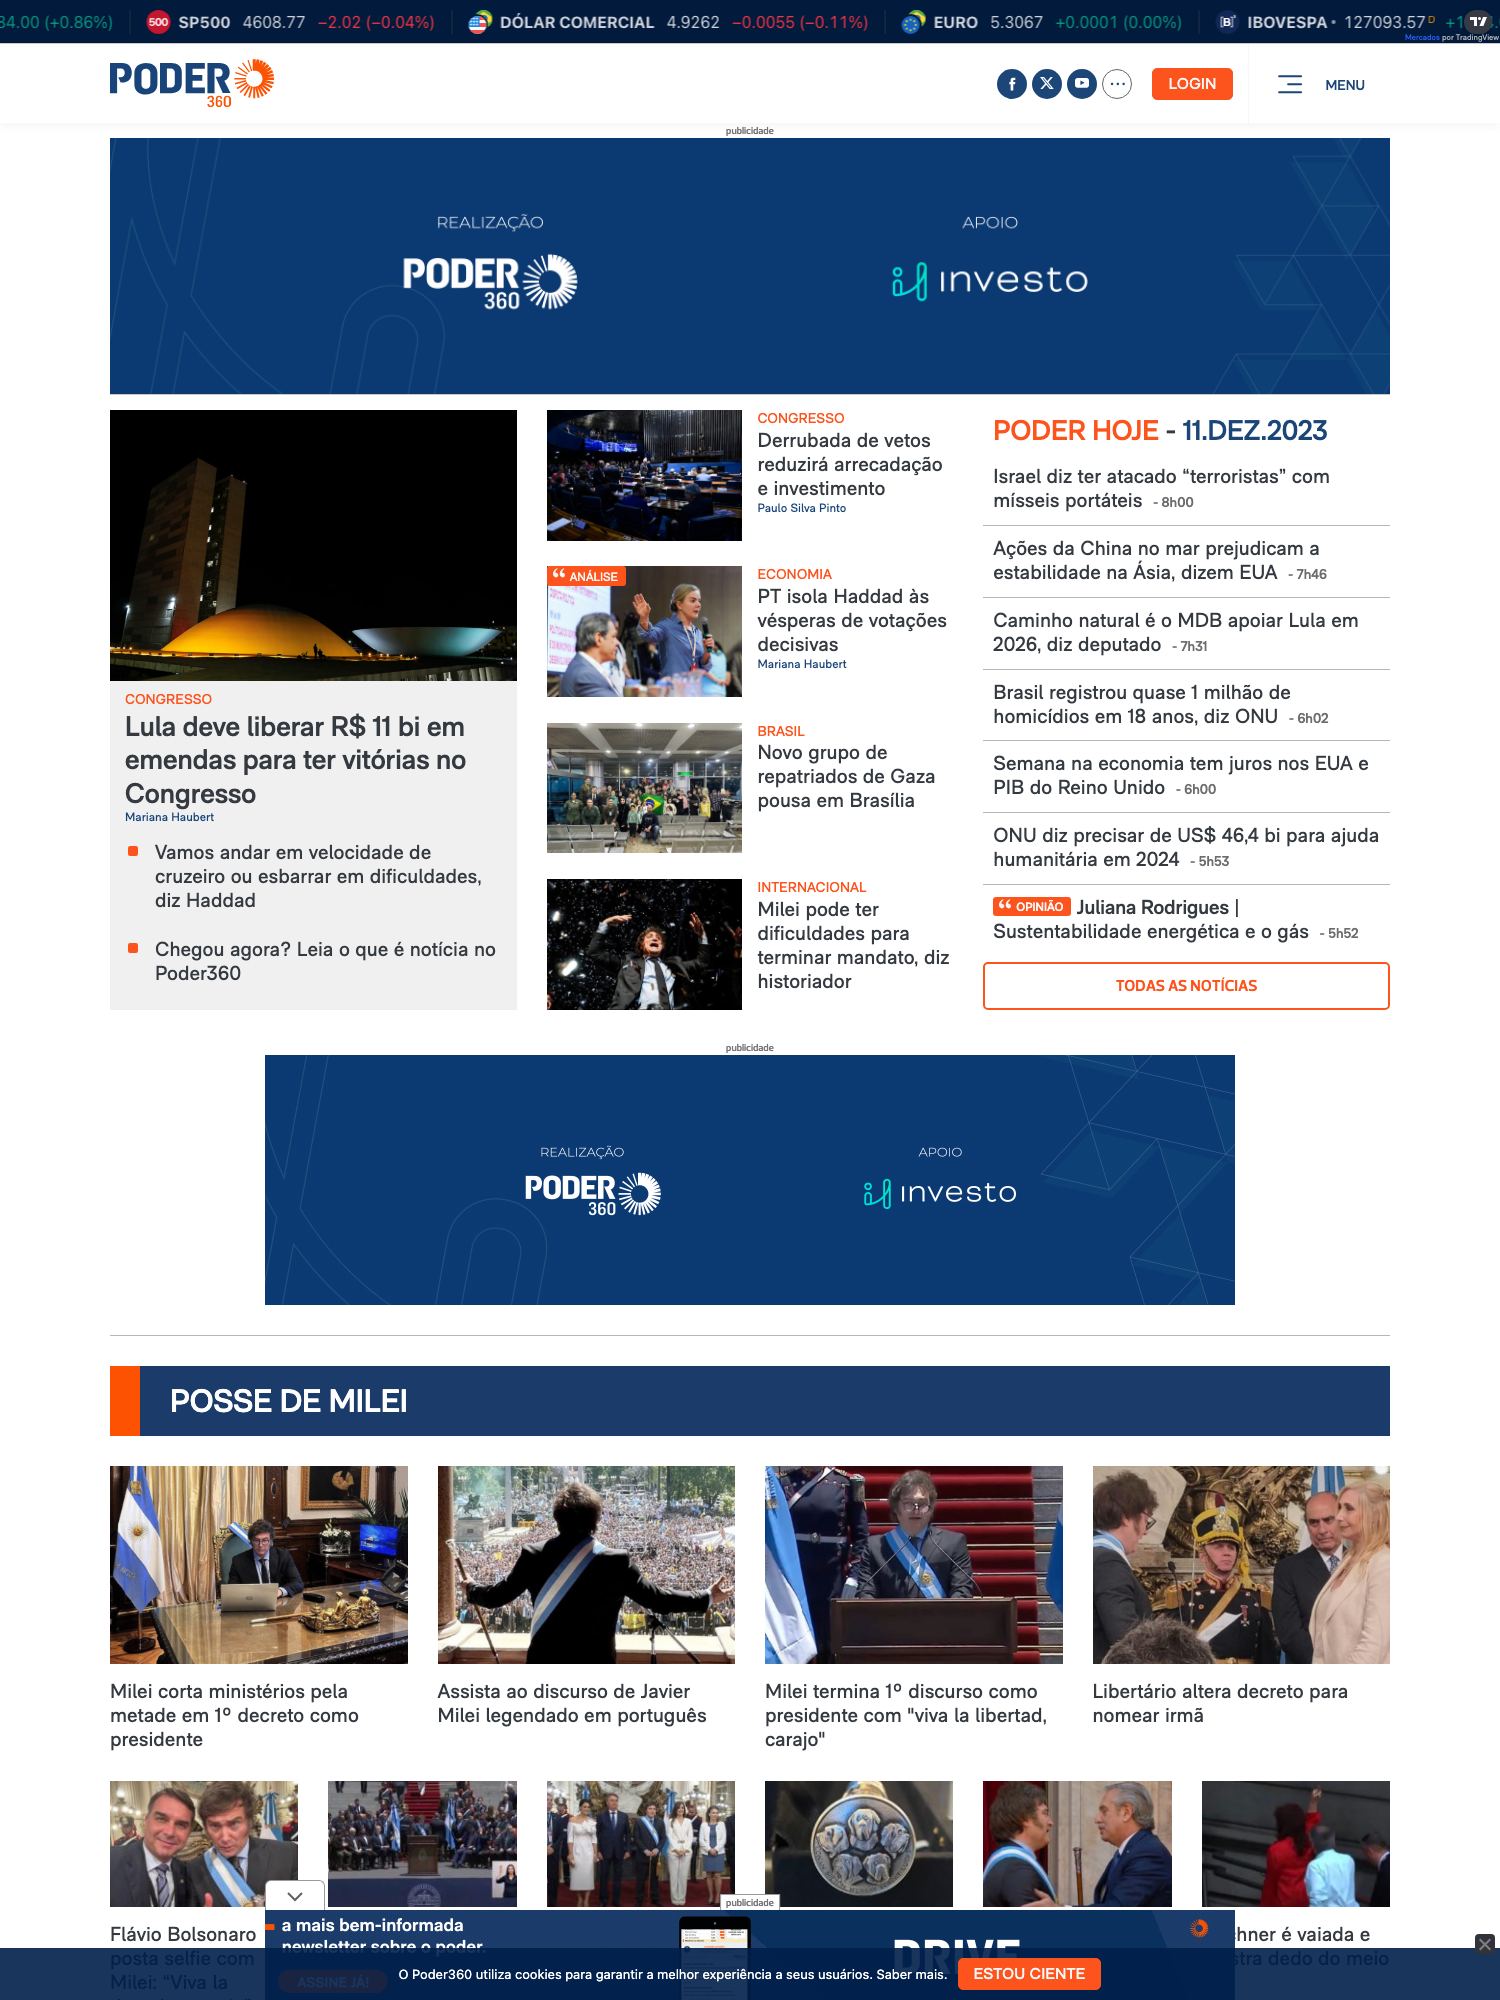 84.00 (+0.86%)
500 SP500 4608.77 −2.02 (−0.04%)
DÓLAR COMERCIAL 4.9262 −0.0055 (−0.11%)
EURO 5.3067 +0.0001 (0.00%)
IBOVESPA • 127093.57 D
Mercados por TradingView
PODER
360
LOGIN
MENU
publicidade
REALIZAÇÃO
APOIO
PODER
360
investo
CONGRESSO
Lula deve liberar R$ 11 bi em
emendas para ter vitórias no
Congresso
Mariana Haubert
Vamos andar em velocidade de
cruzeiro ou esbarrar em dificuldades,
diz Haddad
Chegou agora? Leia o que é notícia no
Poder360
CONGRESSO
Derrubada de vetos
reduzirá arrecadação
e investimento
Paulo Silva Pinto
ANÁLISE
ECONOMIA
PT isola Haddad às
vésperas de votações
decisivas
Mariana Haubert
BRASIL
Novo grupo de
repatriados de Gaza
pousa em Brasília
INTERNACIONAL
Milei pode ter
dificuldades para
terminar mandato, diz
historiador
PODER HOJE - 11.DEZ.2023
Israel diz ter atacado “terroristas” com
mísseis portáteis - 8h00
Ações da China no mar prejudicam a
estabilidade na Ásia, dizem EUA - 7h46
Caminho natural é o MDB apoiar Lula em
2026, diz deputado - 7h31
Brasil registrou quase 1 milhão de
homicídios em 18 anos, diz ONU - 6h02
Semana na economia tem juros nos EUA e
PIB do Reino Unido - 6h00
ONU diz precisar de US$ 46,4 bi para ajuda
humanitária em 2024 - 5h53
OPINIÃO Juliana Rodrigues |
Sustentabilidade energética e o gás - 5h52
TODAS AS NOTÍCIAS
publicidade
REALIZAÇÃO
APOIO
PODER
360
investo
POSSE DE MILEI
Milei corta ministérios pela
metade em 1º decreto como
presidente
Assista ao discurso de Javier
Milei legendado em português
Milei termina 1º discurso como
presidente com "viva la libertad,
carajo"
Libertário altera decreto para
nomear irmã
publicidade
Flávio Bolsonaro
posta selfie com
Milei: “Viva la
a mais bem-informada
newsletter sobre o poder.
ASSINE JÁ!
DRIVE
hner é vaiada e
stra dedo do meio
O Poder360 utiliza cookies para garantir a melhor experiência a seus usuários. Saber mais.
ESTOU CIENTE